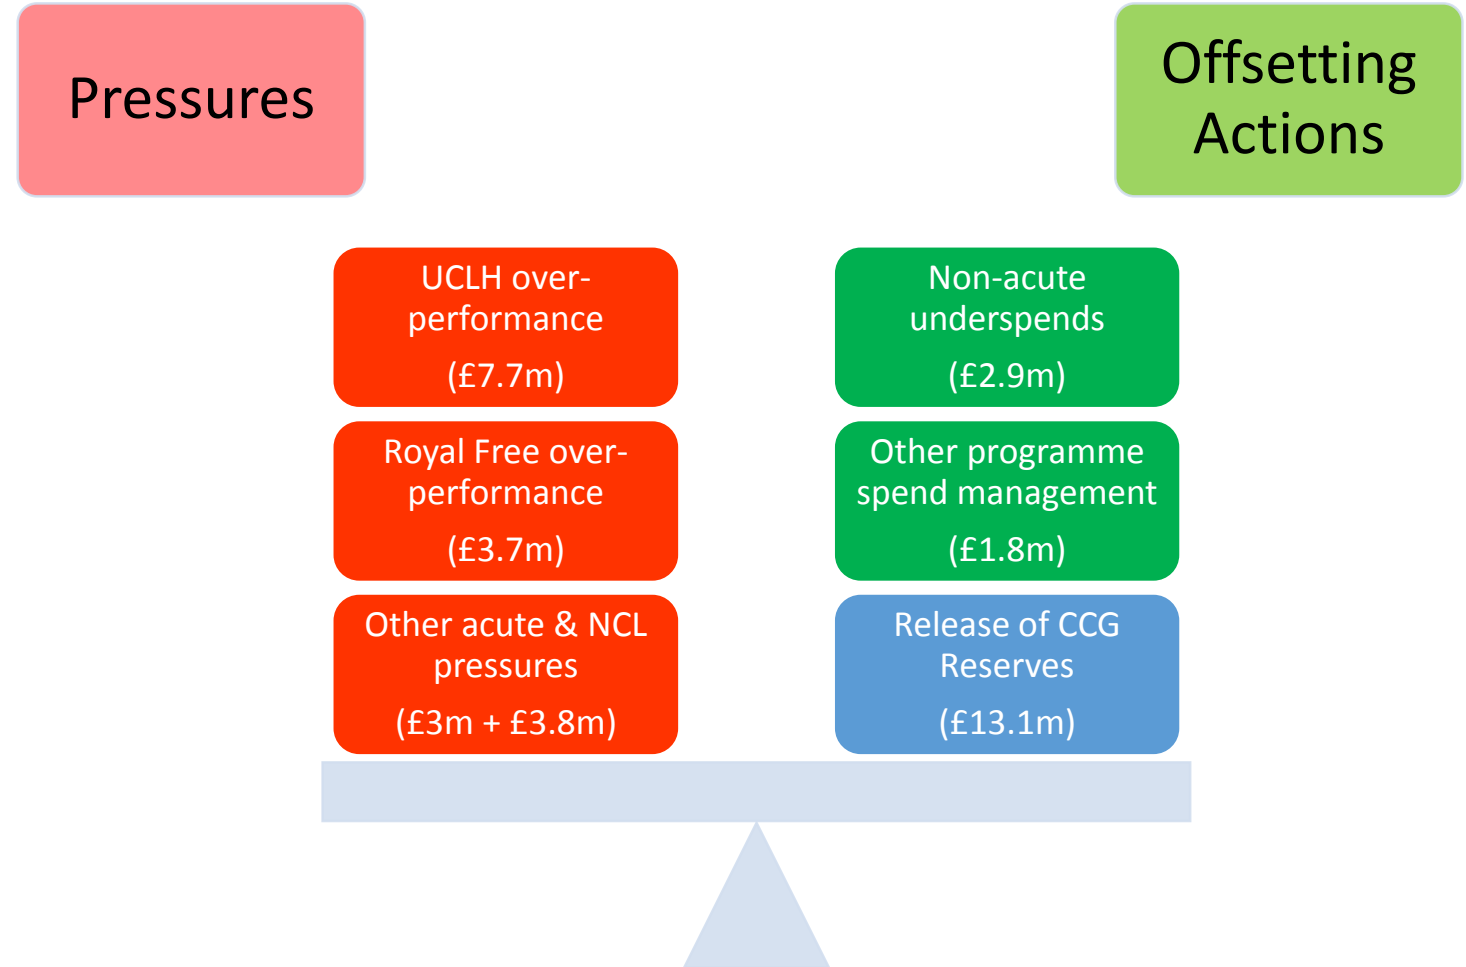 Pressures
Offsetting
Actions
UCLH over-
performance
(£7.7m)
Royal Free over-
performance
(£3.7m)
Other acute & NCL
pressures
(£3m + £3.8m)
Non-acute
underspends
(£2.9m)
Other programme
spend management
(£1.8m)
Release of CCG
Reserves
(£13.1m)